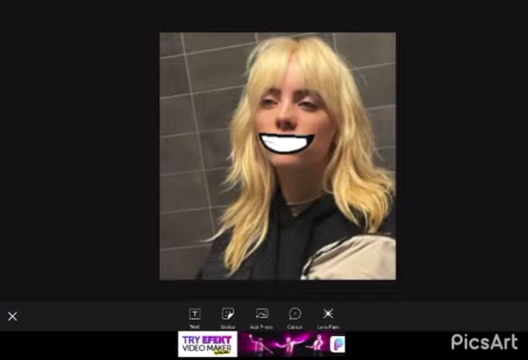 Text
Sticker
Add Photo
Callout
Lens Flare
TRY EFEKT
VIDEO MAKER
PicsArt